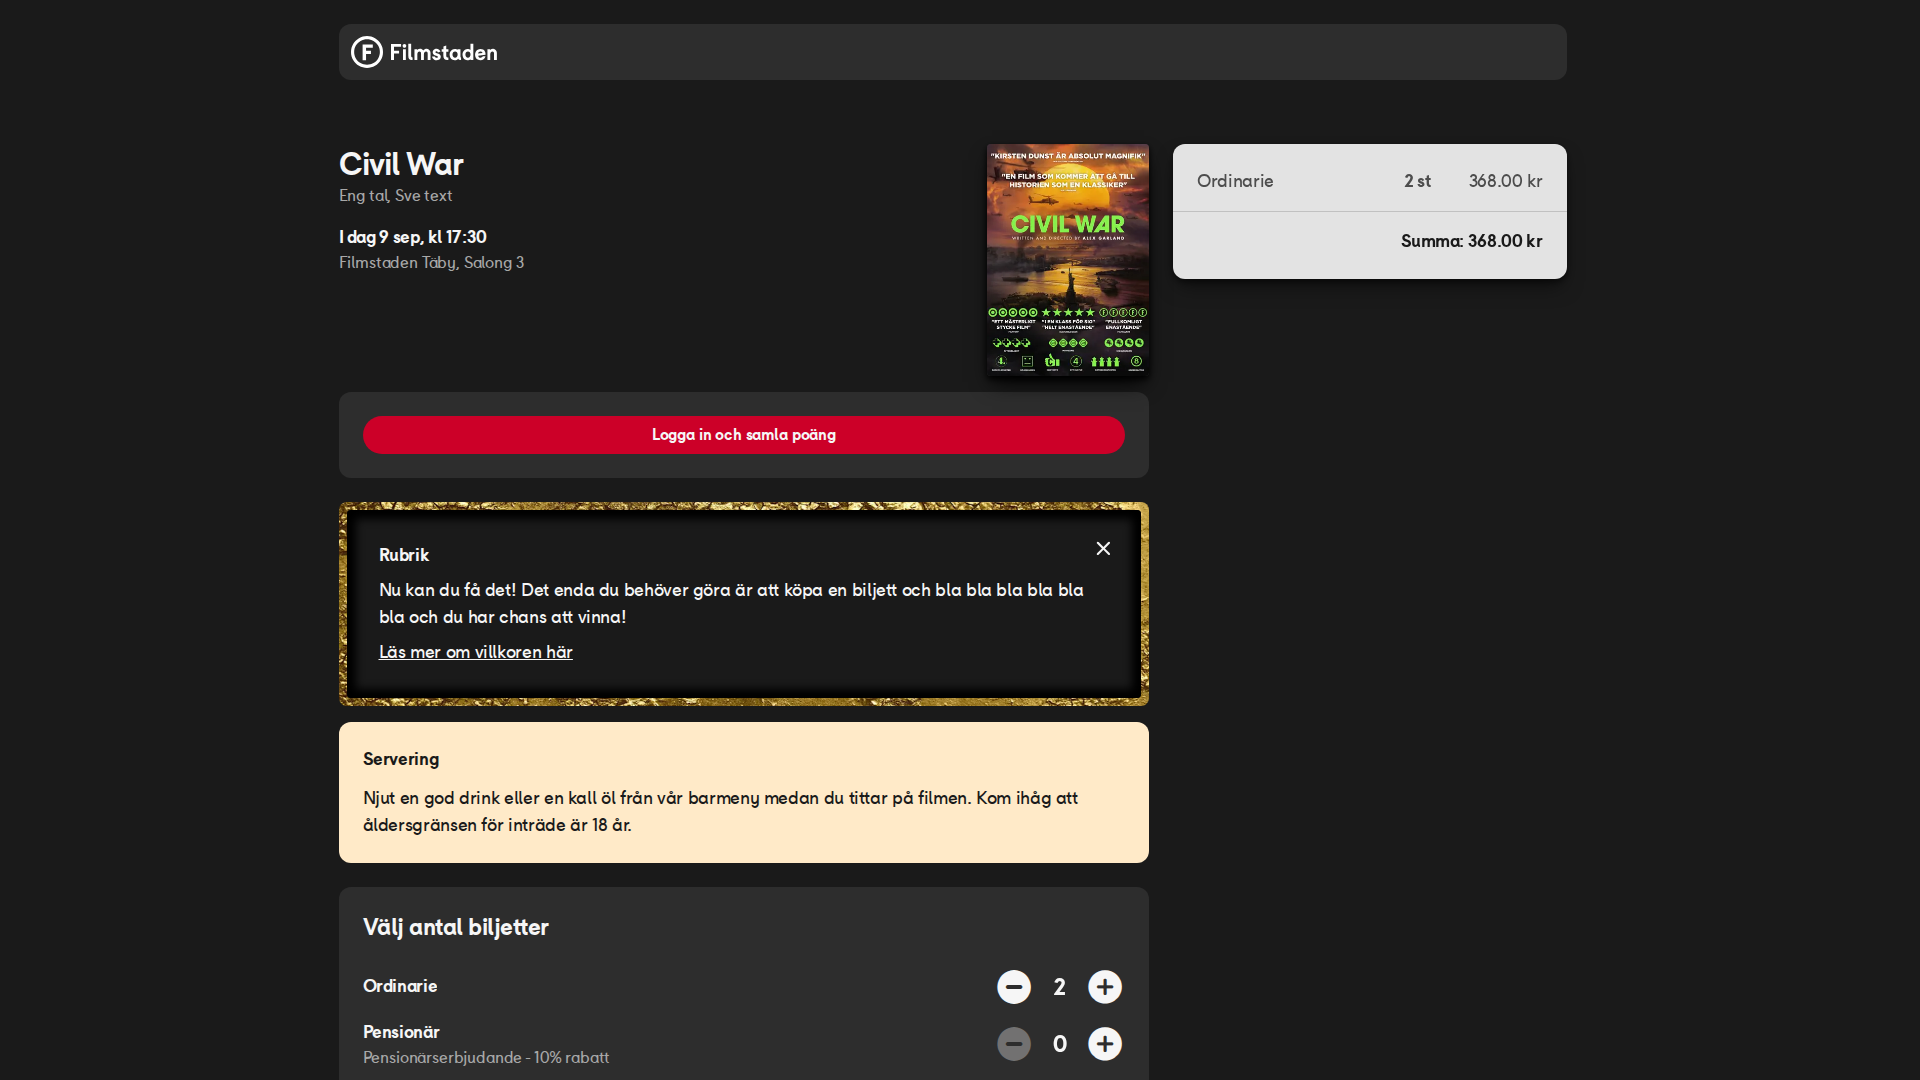 Filmstaden
Civil War
Eng tal, Sve text
I dag 9 sep, kl 17:30
Filmstaden Täby, Salong 3
"KIRSTEN DUNST ÄR ABSOLUT MAGNIFIK"
"EN FILM SOM KOMMER ATT GÅ TILL
HISTORIEN SOM EN KLASSIKER"
CIVIL WAR
WRITTEN AND DIRECTED BY ALEX GARLAND
"ETT MÄSTERLIGT
STYCKE FILM"
"I EN KLASS FÖR SIG"
"HELT ENASTÅENDE"
"FULLKOMLIGT
ENASTÅENDE"
Ordinarie 2 st 368.00 kr
Summa: 368.00 kr
Logga in och samla poäng
Rubrik
Nu kan du få det! Det enda du behöver göra är att köpa en biljett och bla bla bla bla bla
bla och du har chans att vinna!
Läs mer om villkoren här
Servering
Njut en god drink eller en kall öl från vår barmeny medan du tittar på filmen. Kom ihåg att
åldersgränsen för inträde är 18 år.
Välj antal biljetter
Ordinarie 2
Pensionär 0
Pensionärserbjudande - 10% rabatt